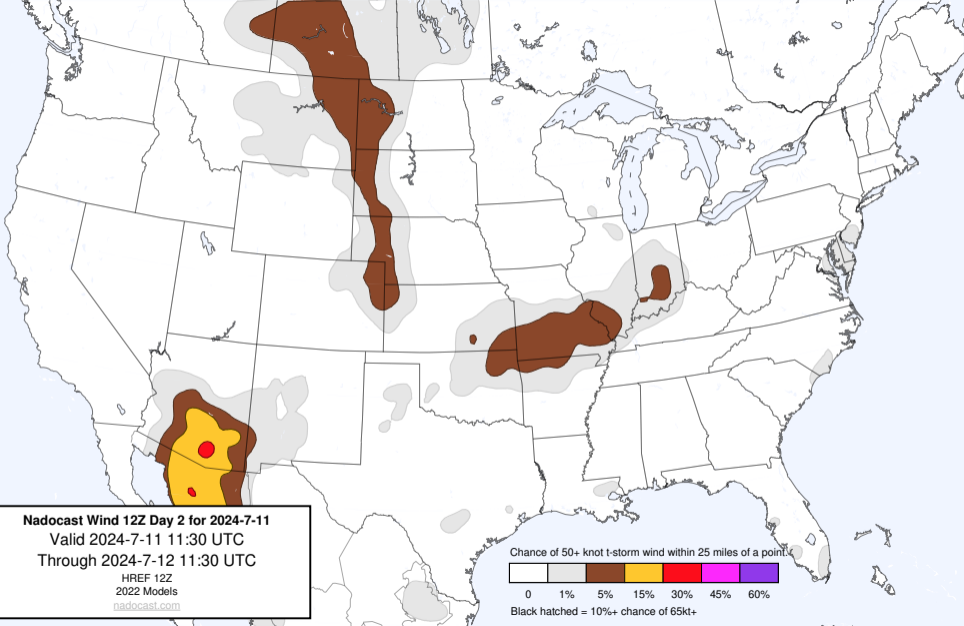 Nadocast Wind 12Z Day 2 for 2024-7-11
Valid 2024-7-11 11:30 UTC
Through 2024-7-12 11:30 UTC
HREF 12Z
2022 Models
nadocast.com
Chance of 50+ knot t-storm wind within 25 miles of a point.
0 1% 5% 15% 30% 45% 60%
Black hatched = 10%+ chance of 65kt+